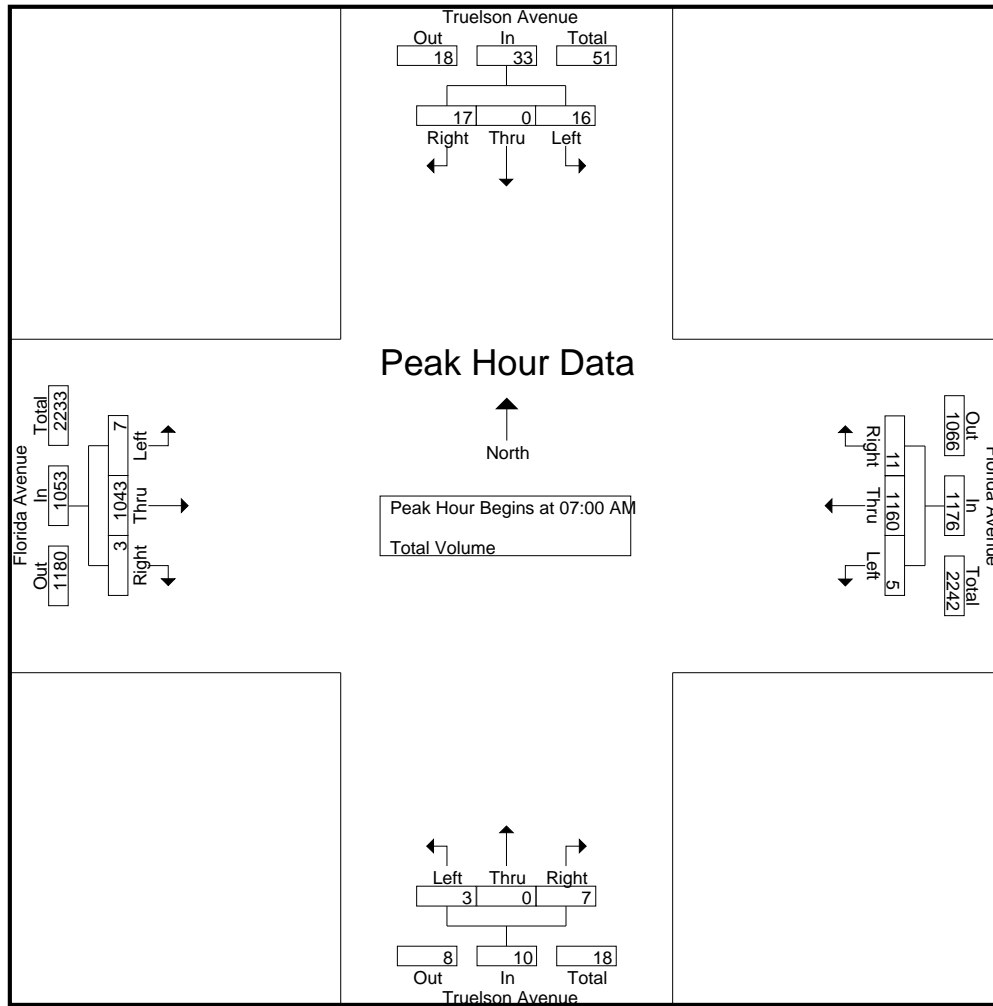 Truelson Avenue
Out In Total
18 33 51
17 0 16
Right Thru Left
Peak Hour Data
North
Peak Hour Begins at 07:00 AM
Total Volume
Florida Avenue
Out In Total
1180 1053 2233
3 1043 7
Right Thru Left
Florida Avenue
Out In Total
1066 1176 2242
11 1160 5
Right Thru Left
Left Thru Right
3 0 7
8 10 18
Out In Total
Truelson Avenue